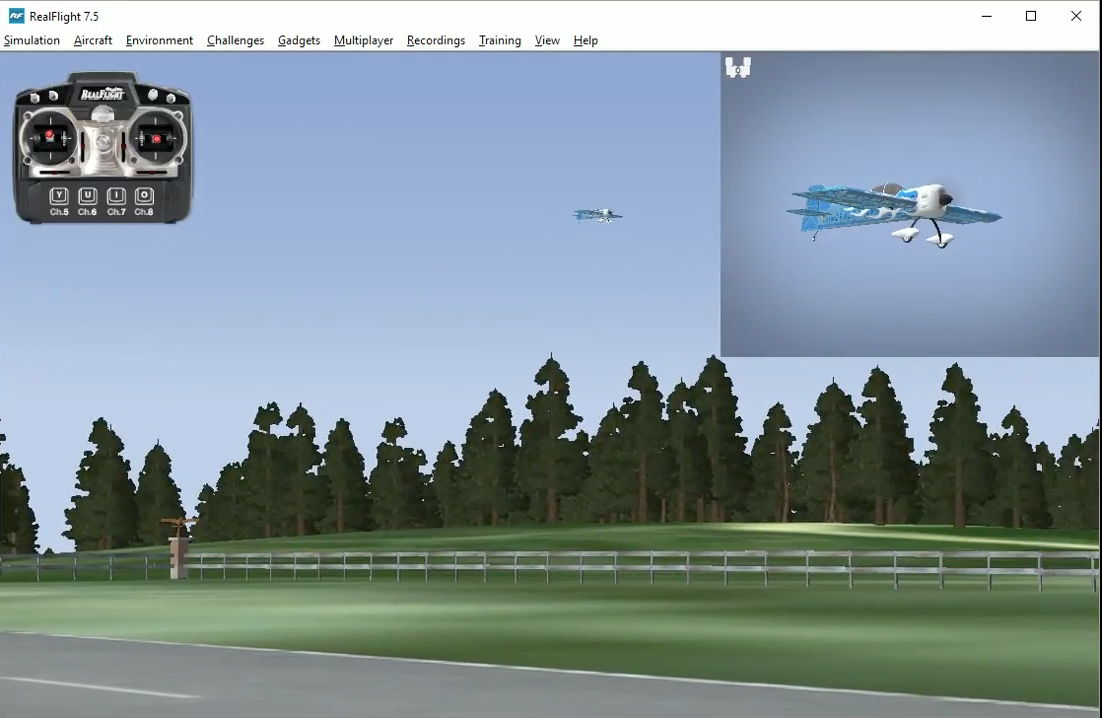 RealFlight 7.5
Simulation Aircraft Environment Challenges Gadgets Multiplayer Recordings Training View Help
REALFLIGHT
Y U I O
Ch.5 Ch.6 Ch.7 Ch.8